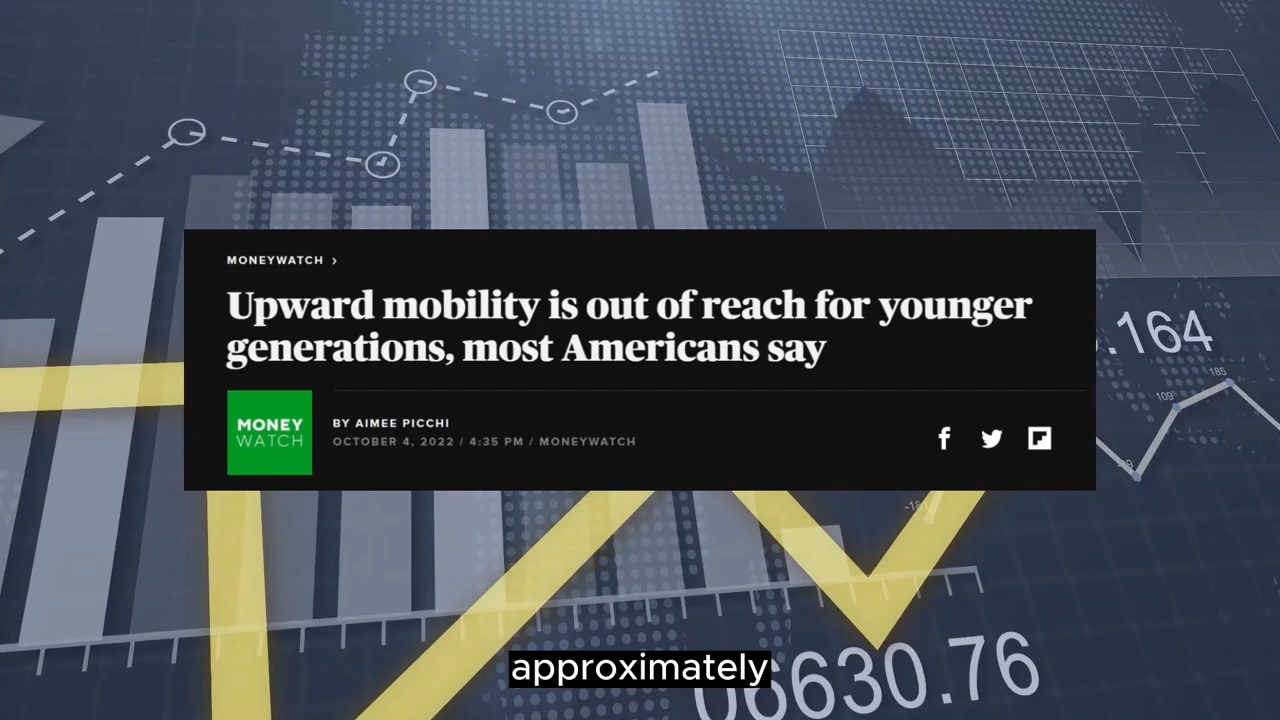 MONEYWATCH ›
Upward mobility is out of reach for younger
generations, most Americans say
MONEY
WATCH
BY AIMEE PICCHI
OCTOBER 4, 2022 / 4:35 PM / MONEYWATCH
.164
185
109
approximately
06630.76